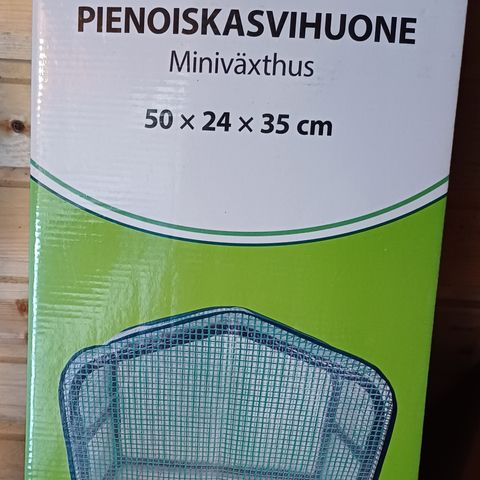 PIENOISKASVIHUONE
Miniväxthus
50 × 24 × 35 cm